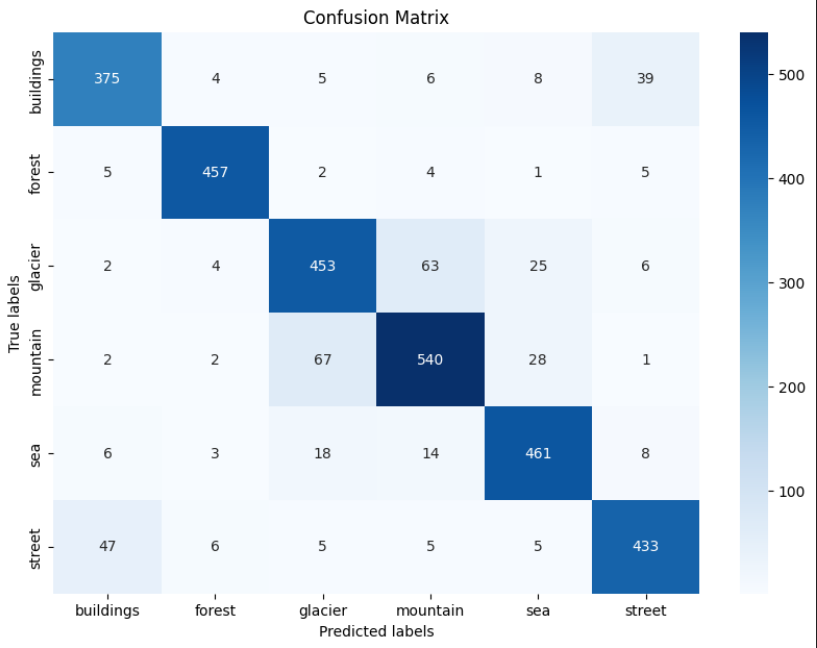 Confusion Matrix
True labels
buildings 375 4 5 6 8 39
forest 5 457 2 4 1 5
glacier 2 4 453 63 25 6
mountain 2 2 67 540 28 1
sea 6 3 18 14 461 8
street 47 6 5 5 5 433
buildings forest glacier mountain sea street
Predicted labels
500
400
300
200
100